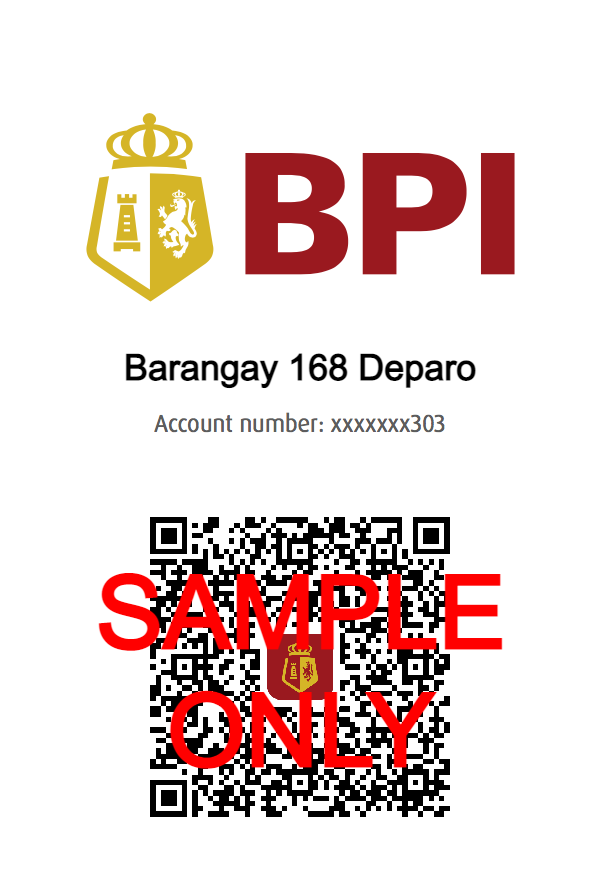 BPI
Barangay 168 Deparo
Account number: xxxxxxx303
SAMPLE
ONLY